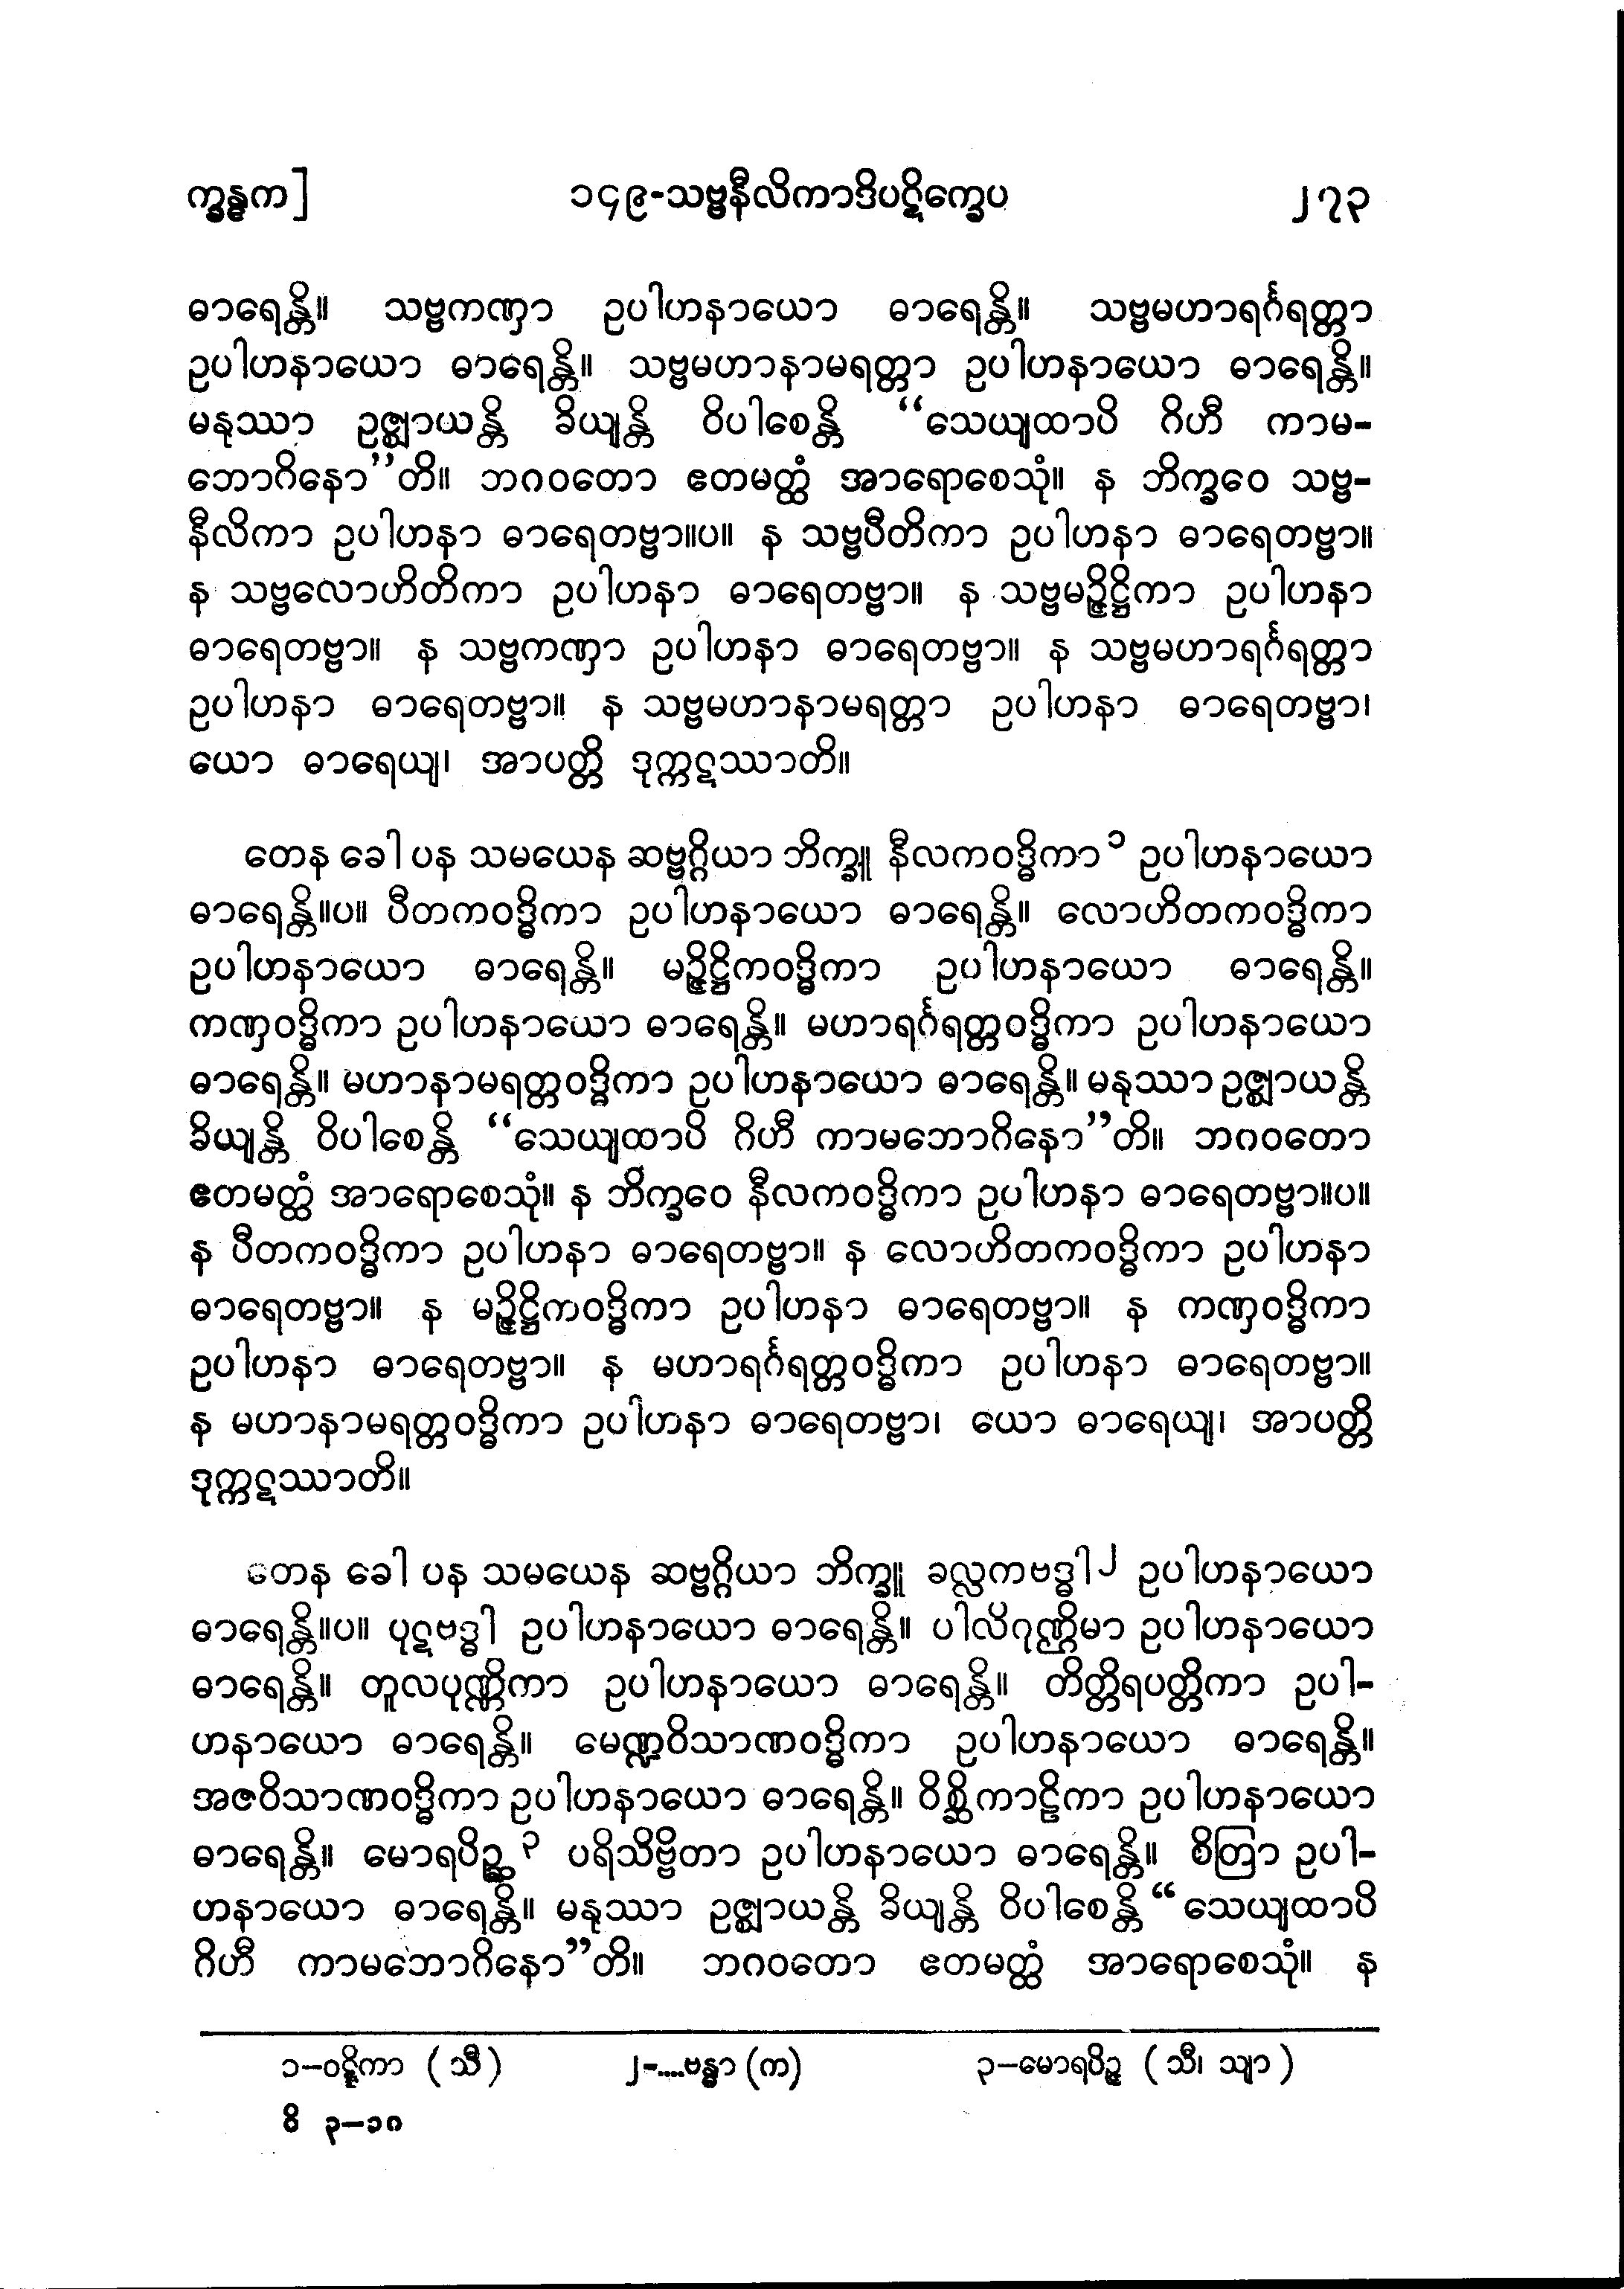 က္ခန္ဓက]
၁၄၉-သဗ္ဗနီလိကာဒိပဋိက္ခေပ
၂၇၃
ဓာရေန္တိ။ သဗ္ဗကဏှာ ဥပါဟနာယော ဓာရေန္တိ။ သဗ္ဗမဟာရင်္ဂရတ္တာ
ဥပါဟနာယော ဓာရေန္တိ။ သဗ္ဗမဟာနာမရတ္တာ ဥပါဟနာယော ဓာရေန္တိ။
မနုဿာ ဥဇ္ဈာယန္တိ ခိယျန္တိ ဝိပါစေန္တိ “သေယျထာပိ ဂိဟီ ကာမ-
ဘောဂိနော”တိ။ ဘဂဝတော ဧတမတ္ထံ အာရောစေသုံ။ န ဘိက္ခဝေ သဗ္ဗ-
နီလိကာ ဥပါဟနာ ဓာရေတဗ္ဗာ။ပ။ န သဗ္ဗပီတိကာ ဥပါဟနာ ဓာရေတဗ္ဗာ။
န သဗ္ဗလောဟိတိကာ ဥပါဟနာ ဓာရေတဗ္ဗာ။ န သဗ္ဗမဉ္ဇိဋ္ဌိကာ ဥပါဟနာ
ဓာရေတဗ္ဗာ။ န သဗ္ဗကဏှာ ဥပါဟနာ ဓာရေတဗ္ဗာ။ န သဗ္ဗမဟာရင်္ဂရတ္တာ
ဥပါဟနာ ဓာရေတဗ္ဗာ။ န သဗ္ဗမဟာနာမရတ္တာ ဥပါဟနာ ဓာရေတဗ္ဗာ၊
ယော ဓာရေယျ၊ အာပတ္တိ ဒုက္ကဋဿာတိ။
တေန ခေါ ပန သမယေန ဆဗ္ဗဂ္ဂိယာ ဘိက္ခူ နီလကဝဒ္ဓိကာ ၁ ဥပါဟနာယော
ဓာရေန္တိ။ပ။ ပီတကဝဒ္ဓိကာ ဥပါဟနာယော ဓာရေန္တိ။ လောဟိတကဝဒ္ဓိကာ
ဥပါဟနာယော ဓာရေန္တိ။ မဉ္ဇိဋ္ဌိကဝဒ္ဓိကာ ဥပါဟနာယော ဓာရေန္တိ။
ကဏှဝဒ္ဓိကာ ဥပါဟနာယော ဓာရေန္တိ။ မဟာရင်္ဂရတ္တဝဒ္ဓိကာ ဥပါဟနာယော
ဓာရေန္တိ။ မဟာနာမရတ္တဝဒ္ဓိကာ ဥပါဟနာယော ဓာရေန္တိ။ မနုဿာ ဥဇ္ဈာယန္တိ
ခိယျန္တိ ဝိပါစေန္တိ “သေယျထာပိ ဂိဟီ ကာမဘောဂိနော”တိ။ ဘဂဝတော
ဧတမတ္ထံ အာရောစေသုံ။ န ဘိက္ခဝေ နီလကဝဒ္ဓိကာ ဥပါဟနာ ဓာရေတဗ္ဗာ။ပ။
န ပီတကဝဒ္ဓိကာ ဥပါဟနာ ဓာရေတဗ္ဗာ။ န လောဟိတကဝဒ္ဓိကာ ဥပါဟနာ
ဓာရေတဗ္ဗာ။ န မဉ္ဇိဋ္ဌိကဝဒ္ဓိကာ ဥပါဟနာ ဓာရေတဗ္ဗာ။ န ကဏှဝဒ္ဓိကာ
ဥပါဟနာ ဓာရေတဗ္ဗာ။ န မဟာရင်္ဂရတ္တဝဒ္ဓိကာ ဥပါဟနာ ဓာရေတဗ္ဗာ။
န မဟာနာမရတ္တဝဒ္ဓိကာ ဥပါဟနာ ဓာရေတဗ္ဗာ၊ ယော ဓာရေယျ၊ အာပတ္တိ
ဒုက္ကဋဿာတိ။
တေန ခေါ ပန သမယေန ဆဗ္ဗဂ္ဂိယာ ဘိက္ခူ ခလ္လကဗဒ္ဓါ ၂ ဥပါဟနာယော
ဓာရေန္တိ။ပ။ ပုဋဗဒ္ဓါ ဥပါဟနာယော ဓာရေန္တိ။ ပါလိဂုဏ္ဌိမာ ဥပါဟနာယော
ဓာရေန္တိ။ တူလပုဏ္ဏိကာ ဥပါဟနာယော ဓာရေန္တိ။ တိတ္တိရပတ္တိကာ ဥပါ-
ဟနာယော ဓာရေန္တိ။ မေဏ္ဍဝိသာဏဝဒ္ဓိကာ ဥပါဟနာယော ဓာရေန္တိ။
အဇဝိသာဏဝဒ္ဓိကာ ဥပါဟနာယော ဓာရေန္တိ။ ဝိစ္ဆိကာဠိကာ ဥပါဟနာယော
ဓာရေန္တိ။ မောရပိဉ္ဆ ၃ ပရိသိဗ္ဗိတာ ဥပါဟနာယော ဓာရေန္တိ။ စိတြာ ဥပါ-
ဟနာယော ဓာရေန္တိ။ မနုဿာ ဥဇ္ဈာယန္တိ ခိယျန္တိ ဝိပါစေန္တိ “သေယျထာပိ
ဂိဟီ ကာမဘောဂိနော”တိ။ ဘဂဝတော ဧတမတ္ထံ အာရောစေသုံ။ န
၁–ဝဋ္ဋိကာ (သီ) ၂-....ဗန္ဓာ (က) ၃–မောရပိဉ္ဇ (သီ၊ သျာ)
ဝိ ၃–၁၈